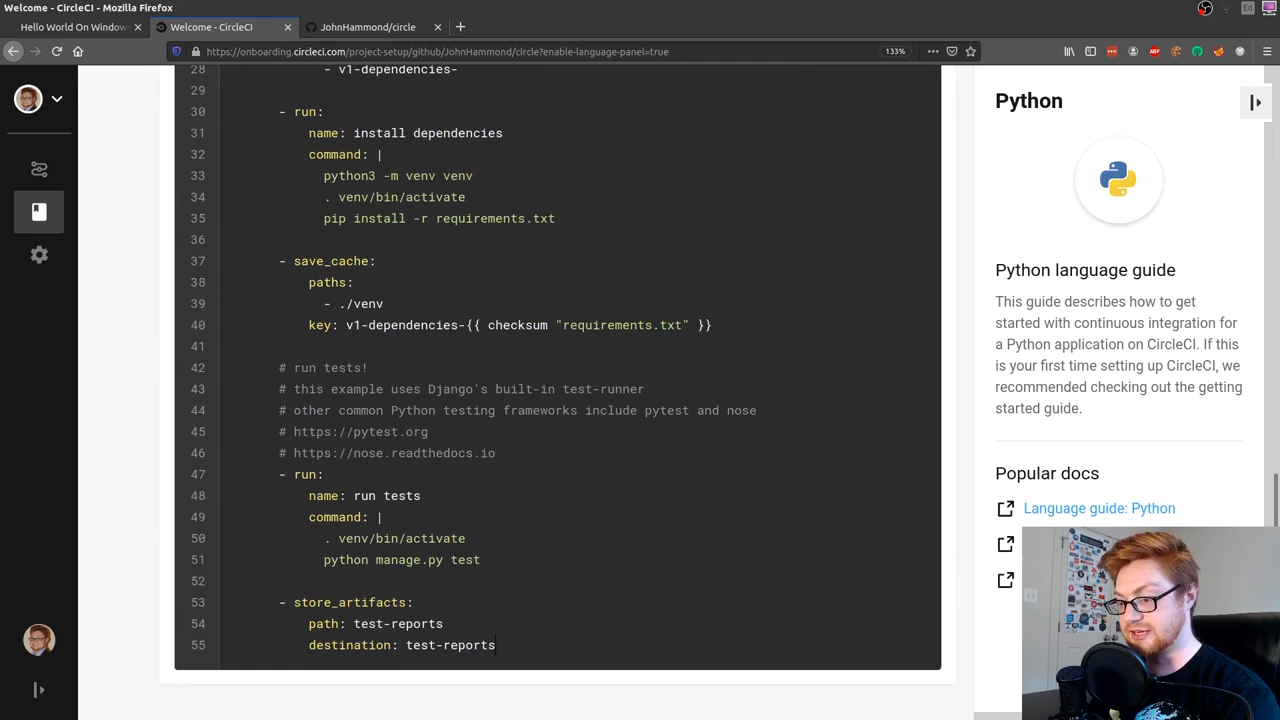 Welcome - CircleCI - Mozilla Firefox
En
Hello World On Window
Welcome - CircleCI
JohnHammond/circle
https://onboarding.circleci.com/project-setup/github/JohnHammond/circle?enable-language-panel=true
133%
28 - v1-dependencies-
29
30 - run:
31 name: install dependencies
32 command: |
33 python3 -m venv venv
34 . venv/bin/activate
35 pip install -r requirements.txt
36
37 - save_cache:
38 paths:
39 - ./venv
40 key: v1-dependencies-{{ checksum "requirements.txt" }}
41
42 # run tests!
43 # this example uses Django's built-in test-runner
44 # other common Python testing frameworks include pytest and nose
45 # https://pytest.org
46 # https://nose.readthedocs.io
47 - run:
48 name: run tests
49 command: |
50 . venv/bin/activate
51 python manage.py test
52
53 - store_artifacts:
54 path: test-reports
55 destination: test-reports
Python
Python language guide
This guide describes how to get
started with continuous integration for
a Python application on CircleCI. If this
is your first time setting up CircleCI, we
recommended checking out the getting
started guide.
Popular docs
Language guide: Python